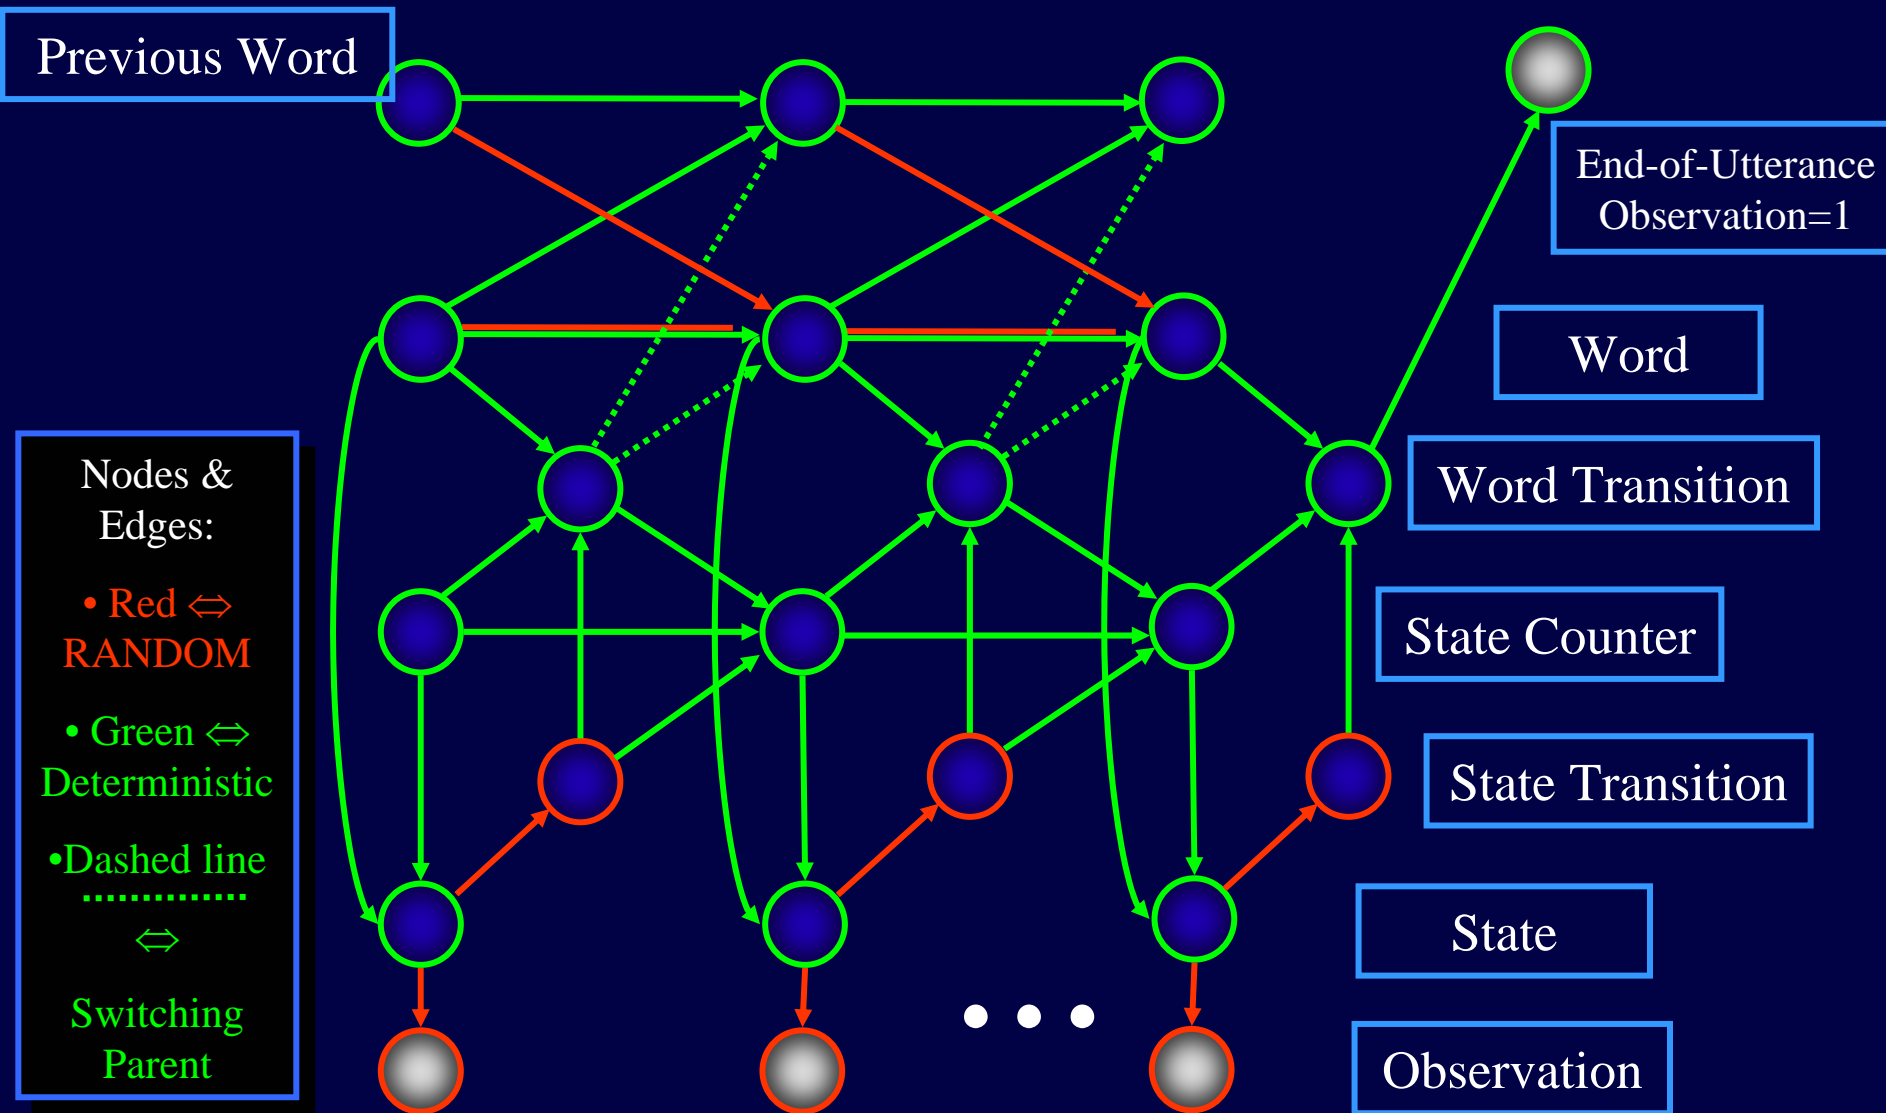 Previous Word
End-of-Utterance
Observation=1
Word
Word Transition
State Counter
State Transition
State
Observation
Nodes &
Edges:
• Red ⇔
RANDOM
• Green ⇔
Deterministic
•Dashed line
⇔
Switching
Parent